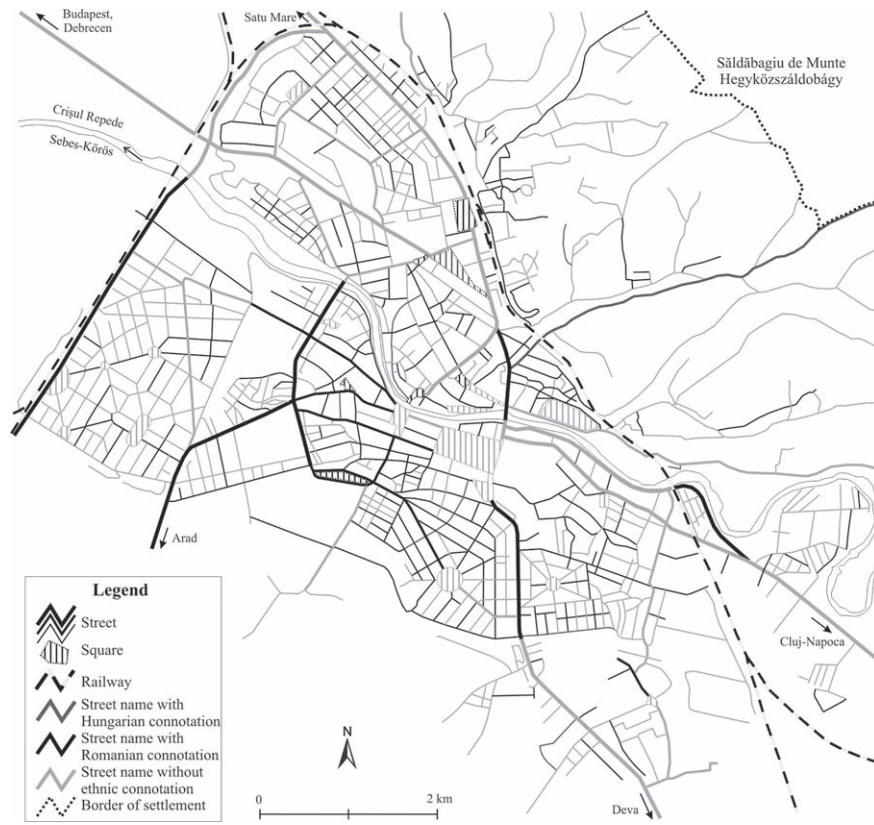 Budapest,
Debrecen
Satu Mare
Săldăbagiu de Munte
Hegyközszáldobágy
Crişul Repede
Sebes-Körös
Arad
Cluj-Napoca
Deva
Legend
Street
Square
Railway
Street name with
Hungarian connotation
Street name with
Romanian connotation
Street name without
ethnic connotation
Border of settlement
N
0 2 km